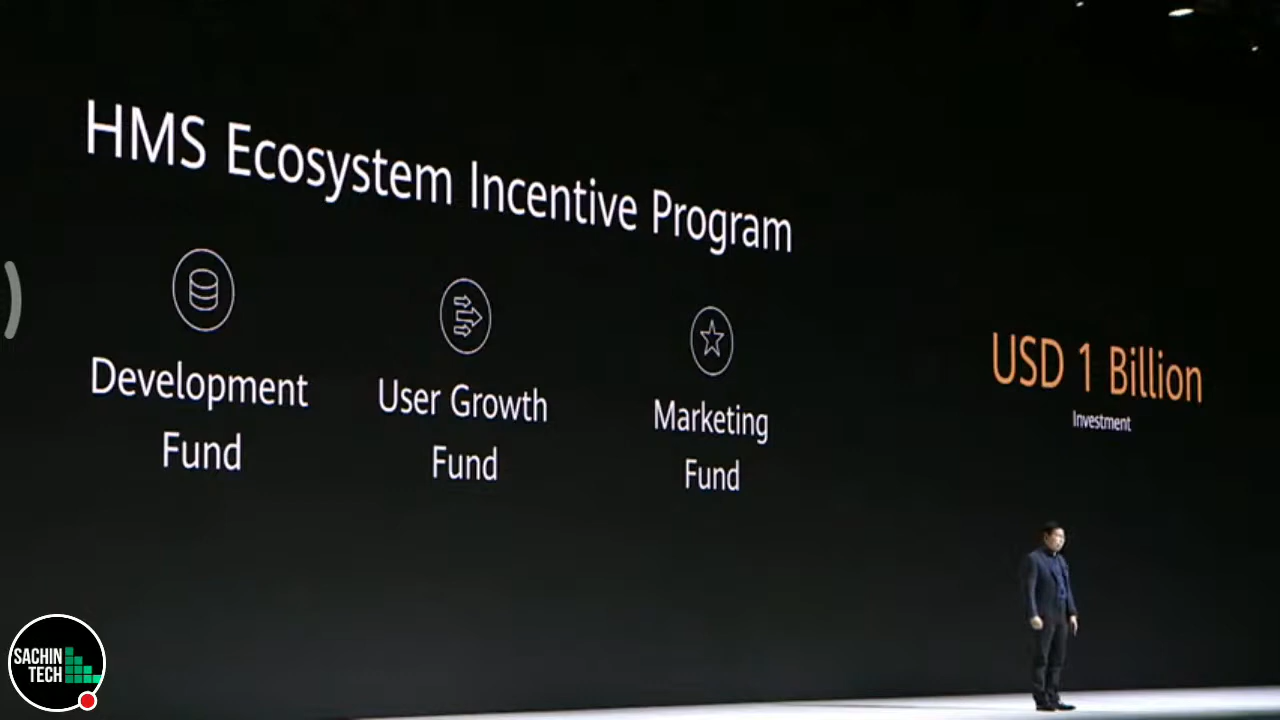 HMS Ecosystem Incentive Program
Development
Fund
User Growth
Fund
Marketing
Fund
USD 1 Billion
Investment
SACHIN
TECH